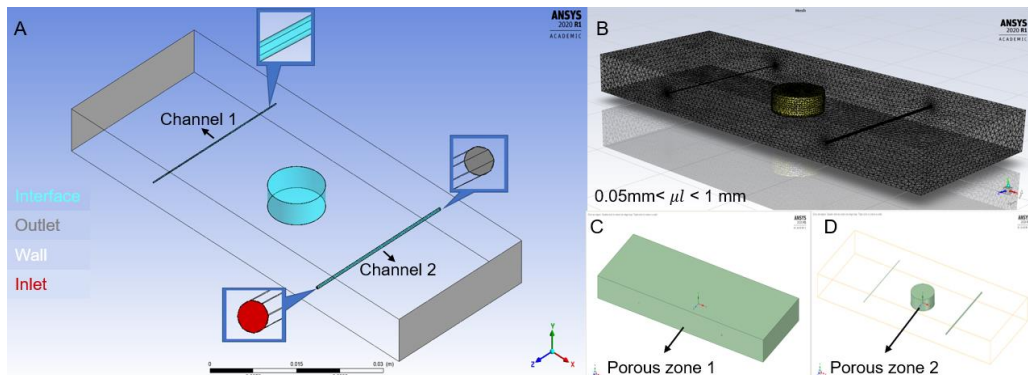 A
ANSYS
2020 R1
ACADEMIC
Channel 1
Channel 2
Interface
Outlet
Wall
Inlet
Y
Z
X
0.015
0.03 (m)
B
Mesh
ANSYS
2020 R1
ACADEMIC
0.05mm< μl < 1 mm
C
ANSYS
2020 R1
Porous zone 1
D
ANSYS
2020 R1
Porous zone 2